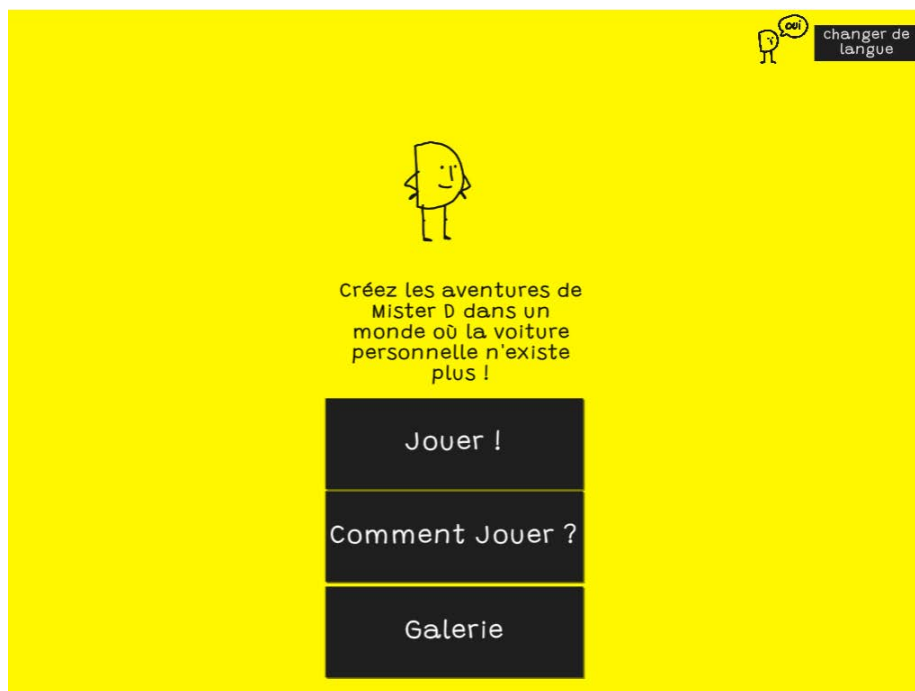 oui
changer de
langue
Créez les aventures de
Mister D dans un
monde où la voiture
personnelle n'existe
plus !
Jouer !
Comment Jouer ?
Galerie